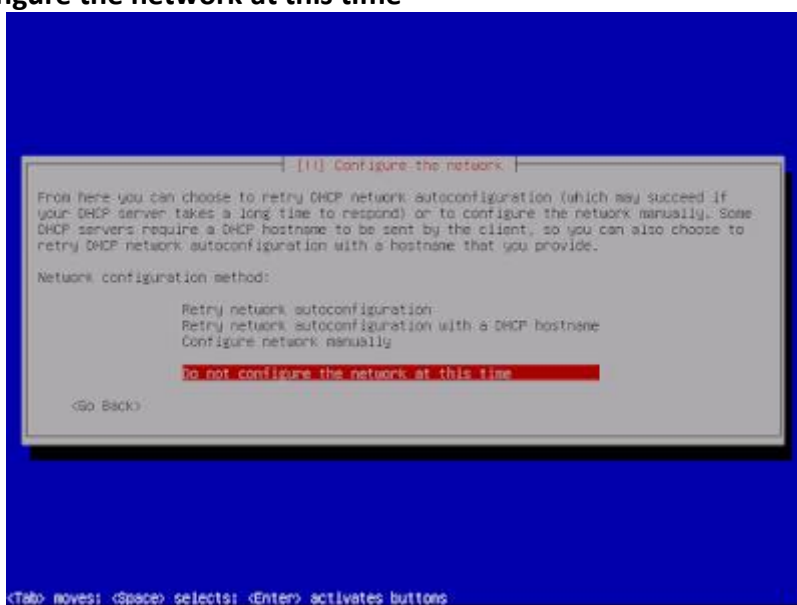 igure the network at this time
[!!] Configure the network
From here you can choose to retry DHCP network autoconfiguration (which may succeed if
your DHCP server takes a long time to respond) or to configure the network manually. Some
DHCP servers require a DHCP hostname to be sent by the client, so you can also choose to
retry DHCP network autoconfiguration with a hostname that you provide.
Network configuration method:
Retry network autoconfiguration
Retry network autoconfiguration with a DHCP hostname
Configure network manually
Do not configure the network at this time
<Go Back>
<Tab> moves; <Space> selects; <Enter> activates buttons